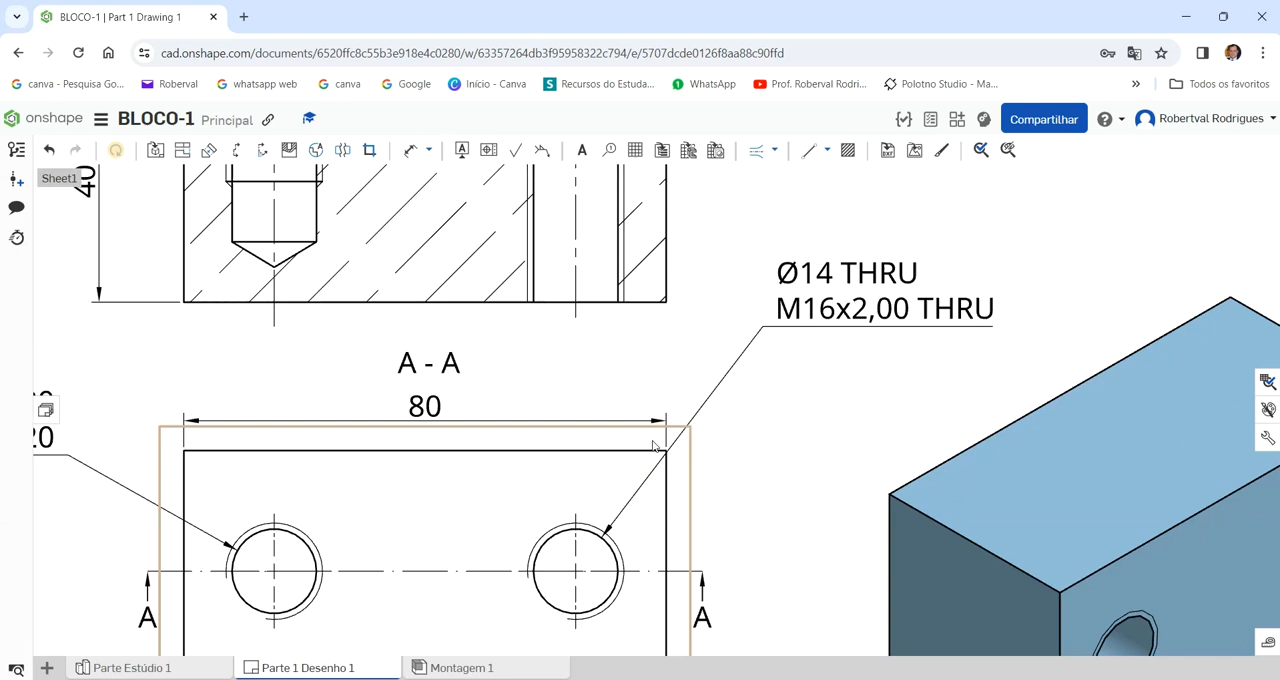 BLOCO-1 | Part 1 Drawing 1
cad.onshape.com/documents/6520ffc8c55b3e918e4c0280/w/63357264db3f95958322c794/e/5707dcde0126f8aa88c90ffd
canva - Pesquisa Go...
Roberval
whatsapp web
canva
Google
Início - Canva
Recursos do Estuda...
WhatsApp
Prof. Roberval Rodri...
Polotno Studio - Ma...
Todos os favoritos
onshape
BLOCO-1
Principal
Compartilhar
Robertval Rodrigues
Sheet1
40
Ø14 THRU
M16x2,00 THRU
A - A
80
20
A
A
Parte Estúdio 1
Parte 1 Desenho 1
Montagem 1